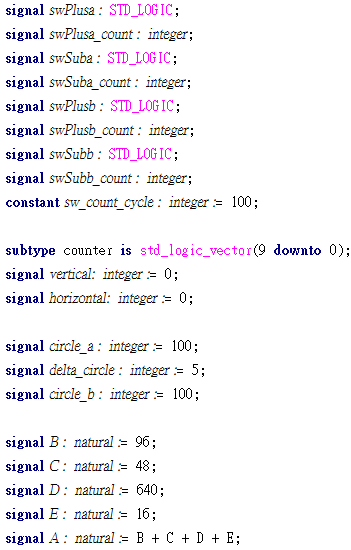 signal swPlusa : STD_LOGIC;
signal swPlusa_count : integer;
signal swSuba : STD_LOGIC;
signal swSuba_count : integer;
signal swPlusb : STD_LOGIC;
signal swPlusb_count : integer;
signal swSubb : STD_LOGIC;
signal swSubb_count : integer;
constant sw_count_cycle : integer := 100;
subtype counter is std_logic_vector(9 downto 0);
signal vertical: integer := 0;
signal horizontal: integer := 0;
signal circle_a : integer := 100;
signal delta_circle : integer := 5;
signal circle_b : integer := 100;
signal B : natural := 96;
signal C : natural := 48;
signal D : natural := 640;
signal E : natural := 16;
signal A : natural := B + C + D + E;